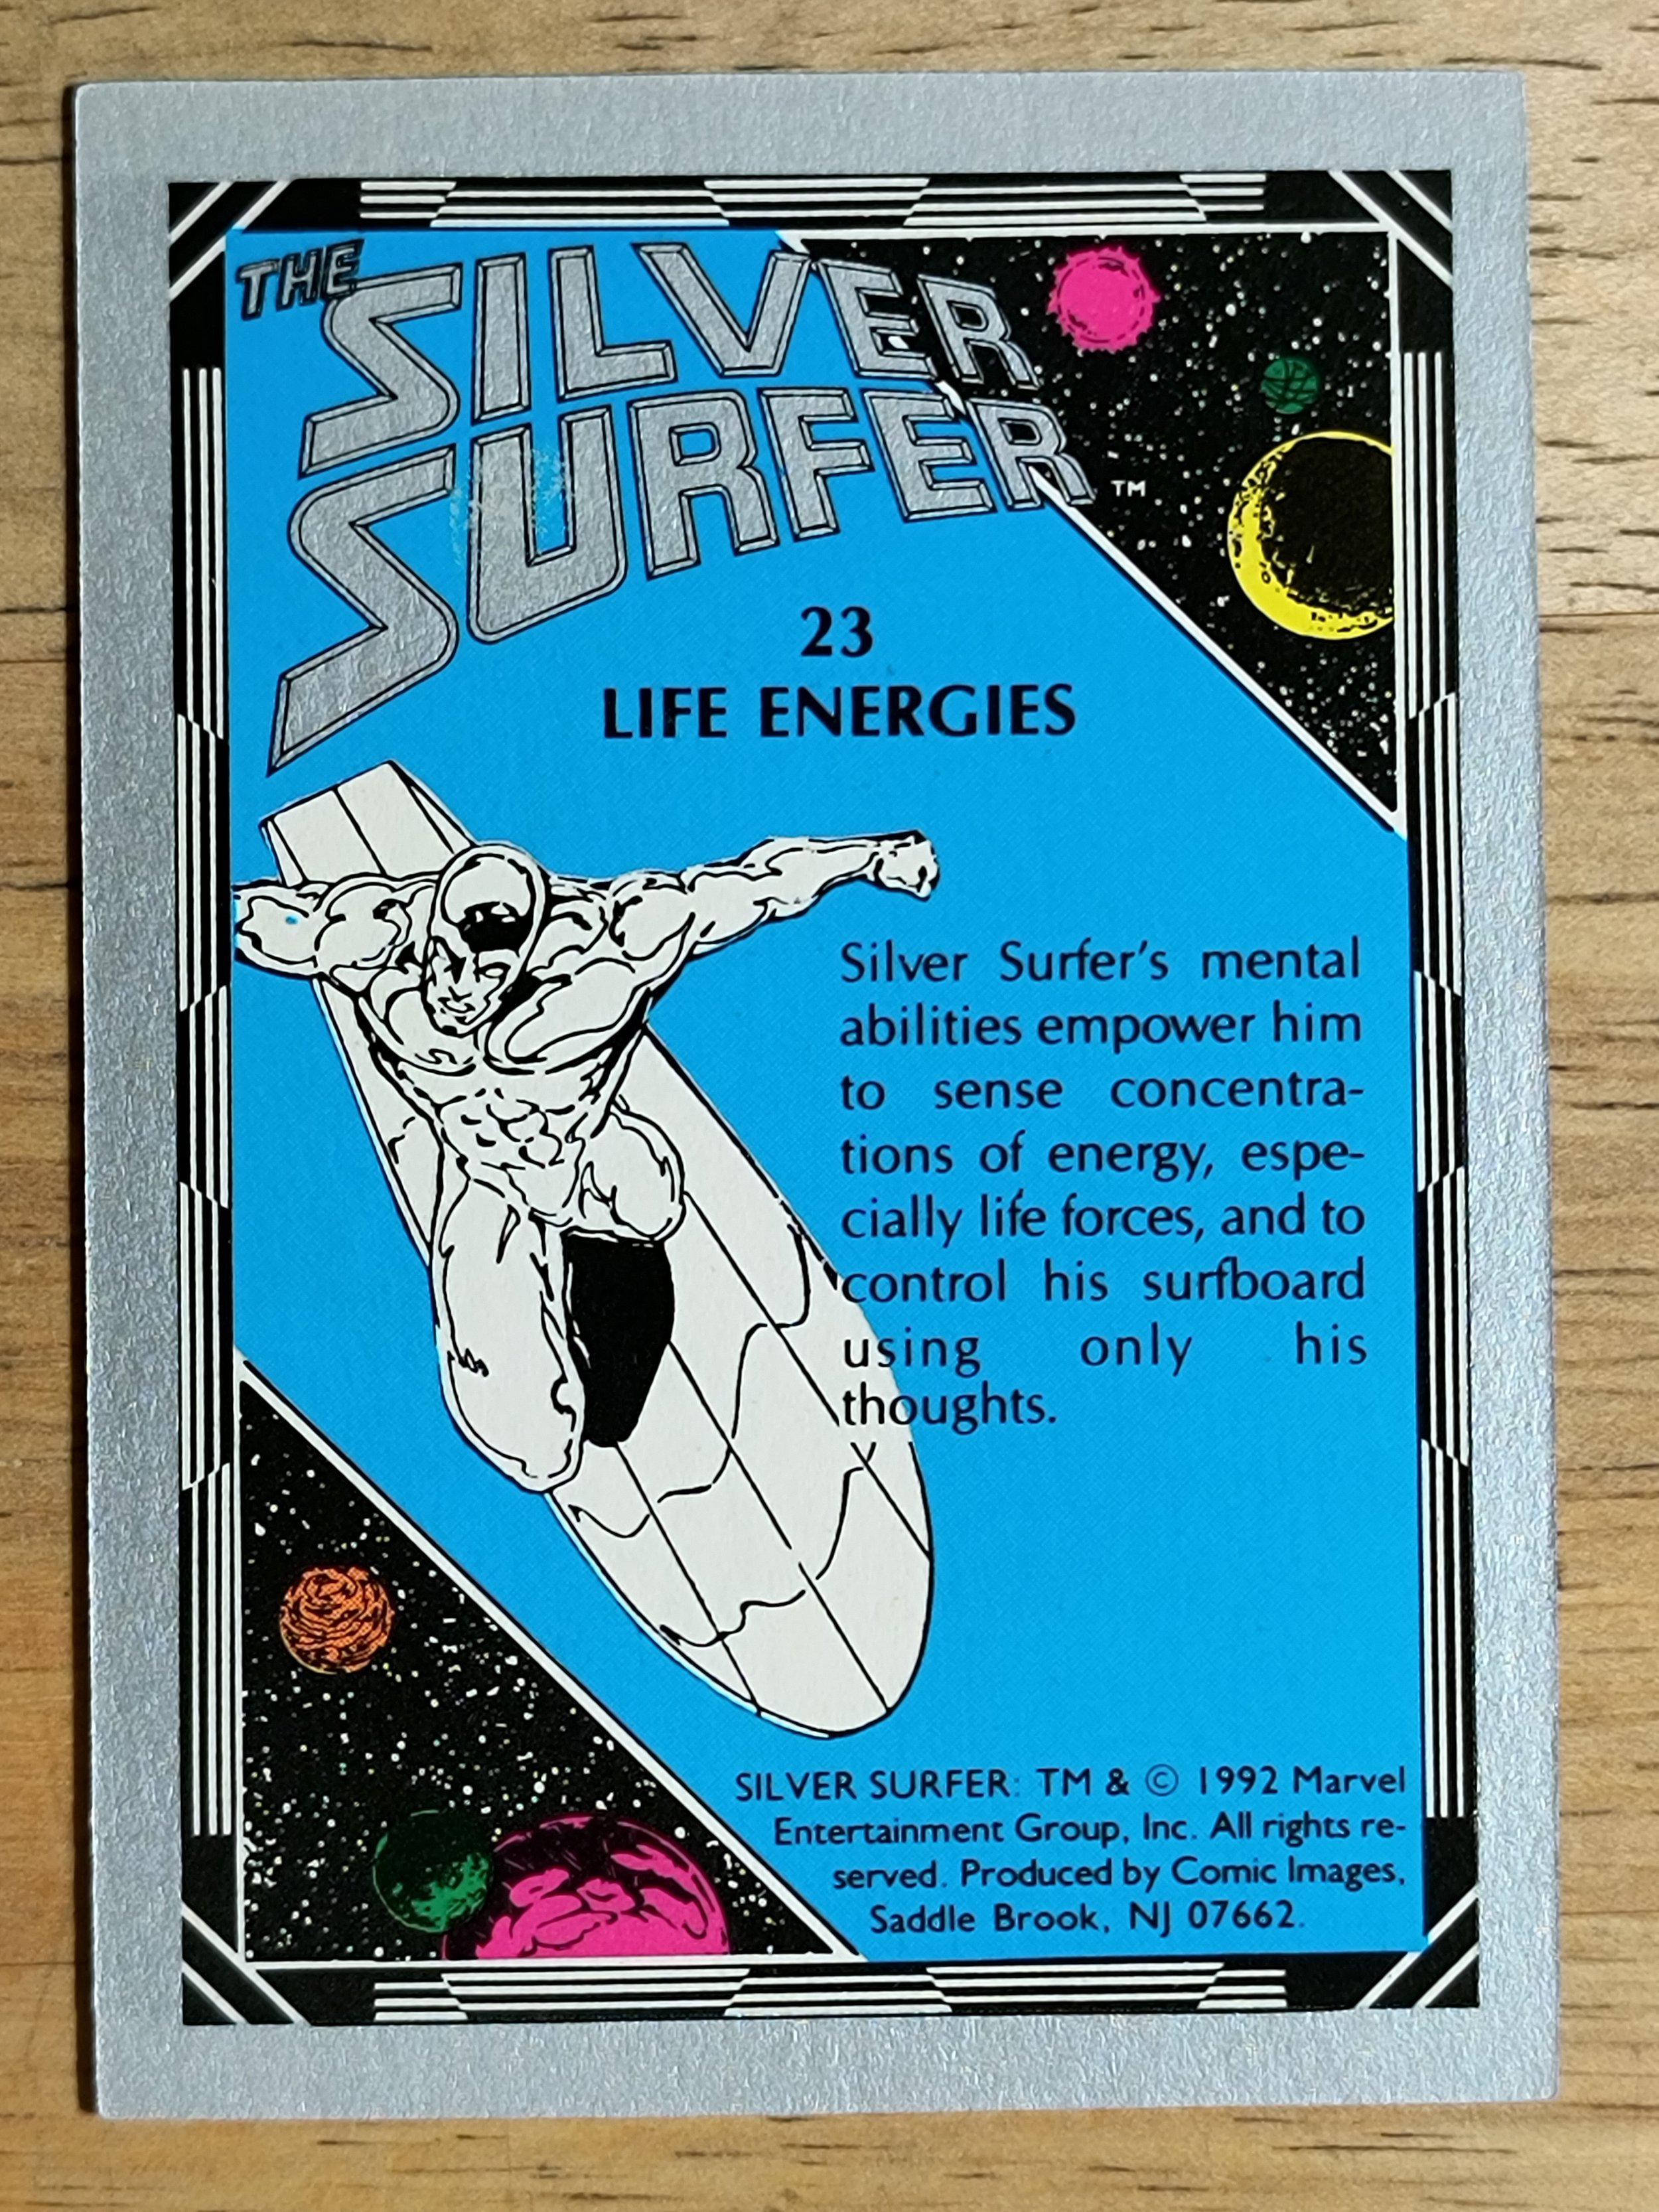 THE
SILVER
SURFER TM
23
LIFE ENERGIES
Silver Surfer's mental
abilities empower him
to sense concentra-
tions of energy, espe-
cially life forces, and to
control his surfboard
using only his
thoughts.
SILVER SURFER: TM & © 1992 Marvel
Entertainment Group, Inc. All rights re-
served. Produced by Comic Images,
Saddle Brook, NJ 07662.